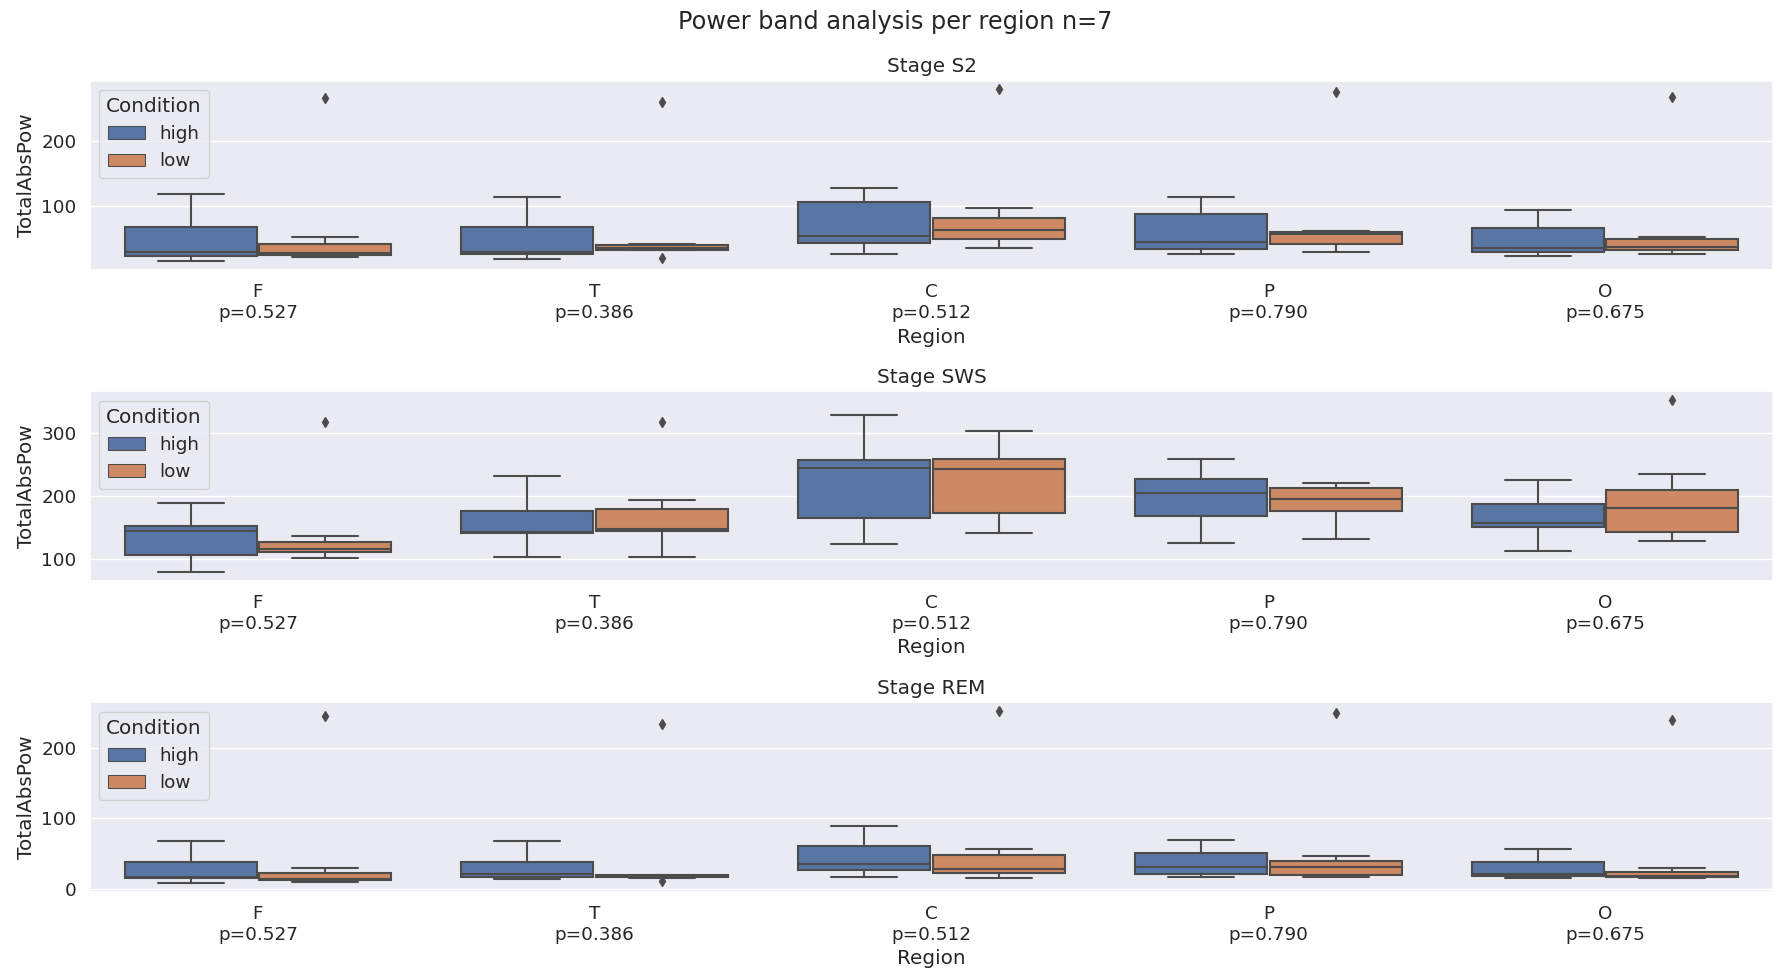 Power band analysis per region n=7
Stage S2
Condition
high
low
TotalAbsPow
200
100
F T C P O
p=0.527 p=0.386 p=0.512 p=0.790 p=0.675
Region
Stage SWS
Condition
high
low
TotalAbsPow
300
200
100
F T C P O
p=0.527 p=0.386 p=0.512 p=0.790 p=0.675
Region
Stage REM
Condition
high
low
TotalAbsPow
200
100
0
F T C P O
p=0.527 p=0.386 p=0.512 p=0.790 p=0.675
Region